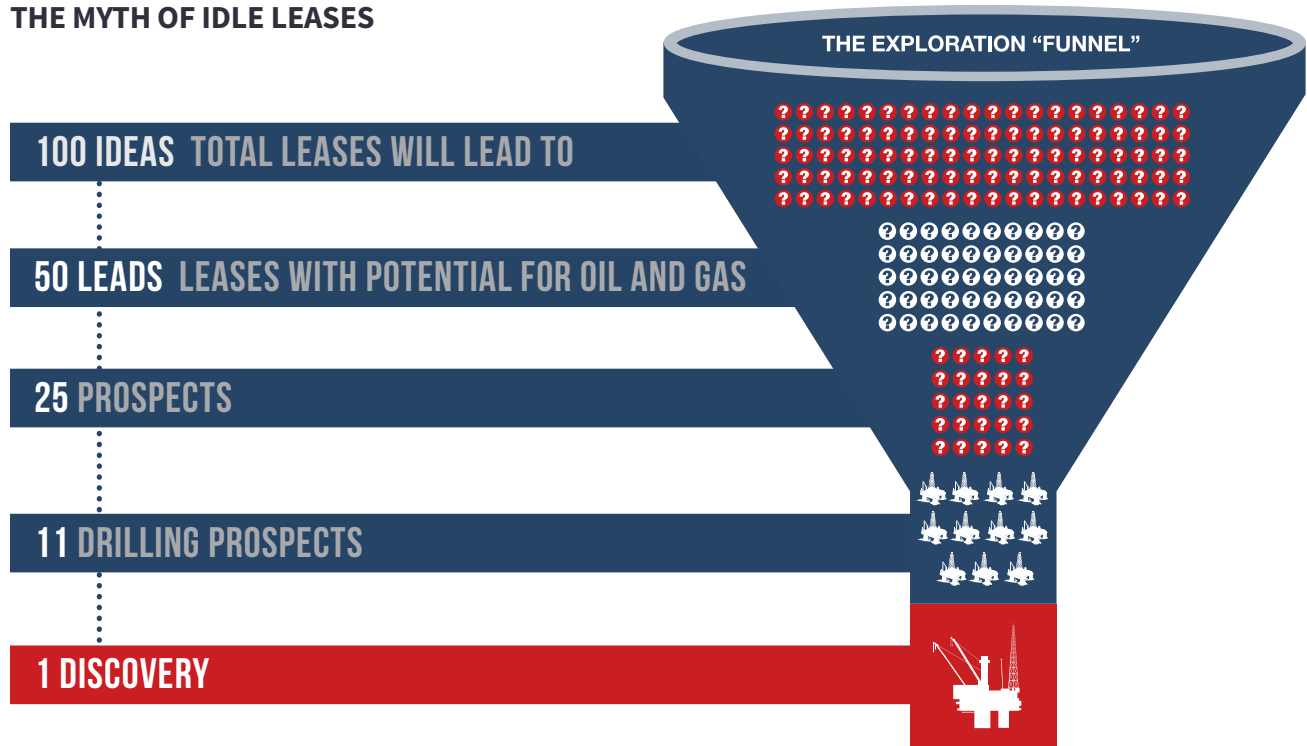 THE MYTH OF IDLE LEASES
THE EXPLORATION “FUNNEL”
100 IDEAS TOTAL LEASES WILL LEAD TO
50 LEADS LEASES WITH POTENTIAL FOR OIL AND GAS
25 PROSPECTS
11 DRILLING PROSPECTS
1 DISCOVERY